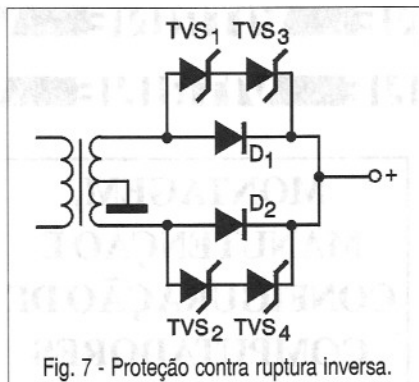 TVS1 TVS3
D1
D2
+
TVS2 TVS4
Fig. 7 - Proteção contra ruptura inversa.